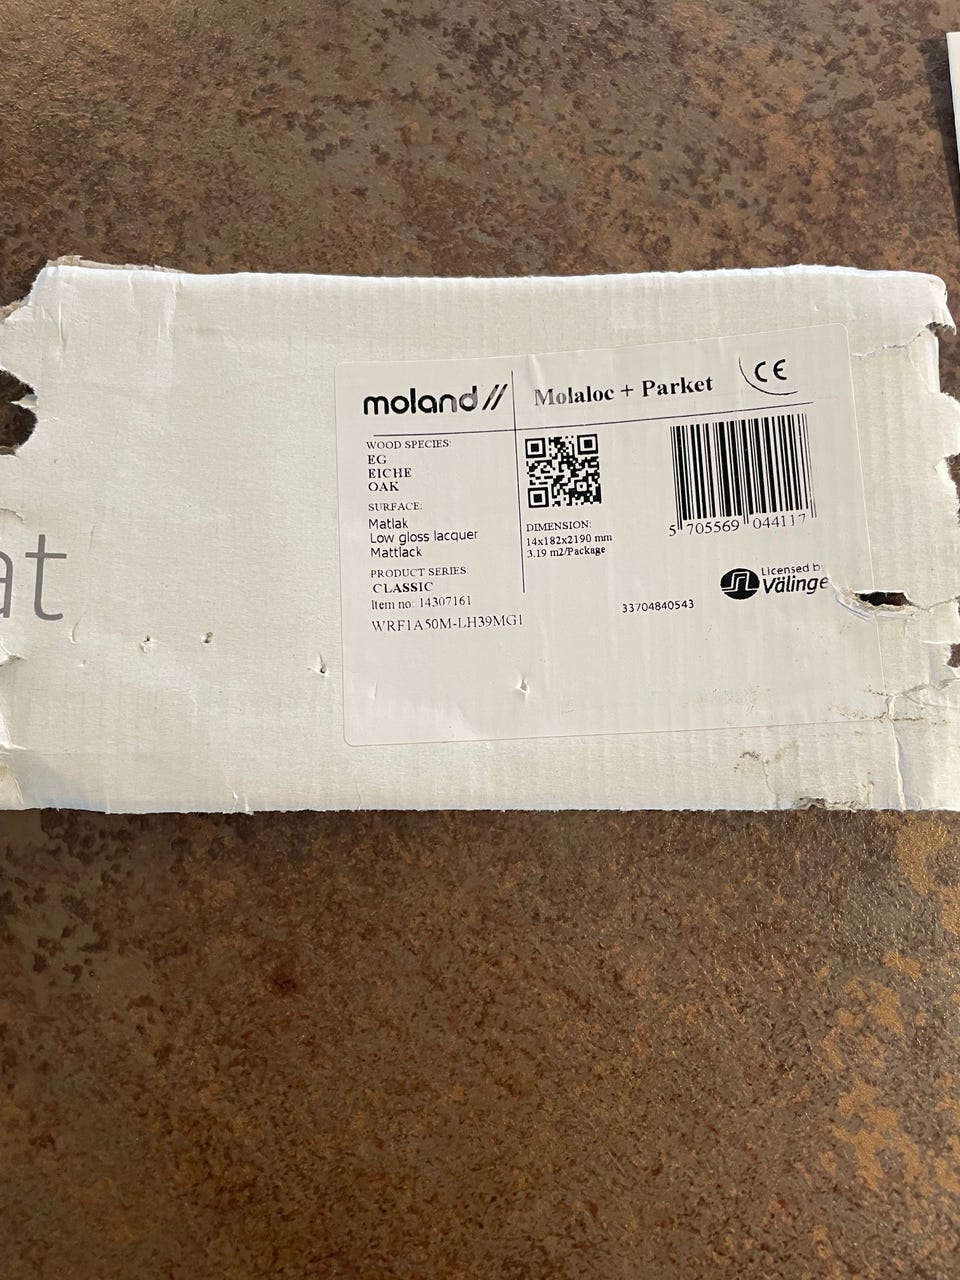 at
moland//
Molaloc + Parket
CE
WOOD SPECIES:
EG
EICHE
OAK
SURFACE:
Matlak
Low gloss lacquer
Mattlack
PRODUCT SERIES:
CLASSIC
Item no: 14307161
WRF1A50M-LH39MG1
DIMENSION:
14x182x2190 mm
3.19 m2/Package
5 705569 044117
Licensed by
Välinge
33704840543